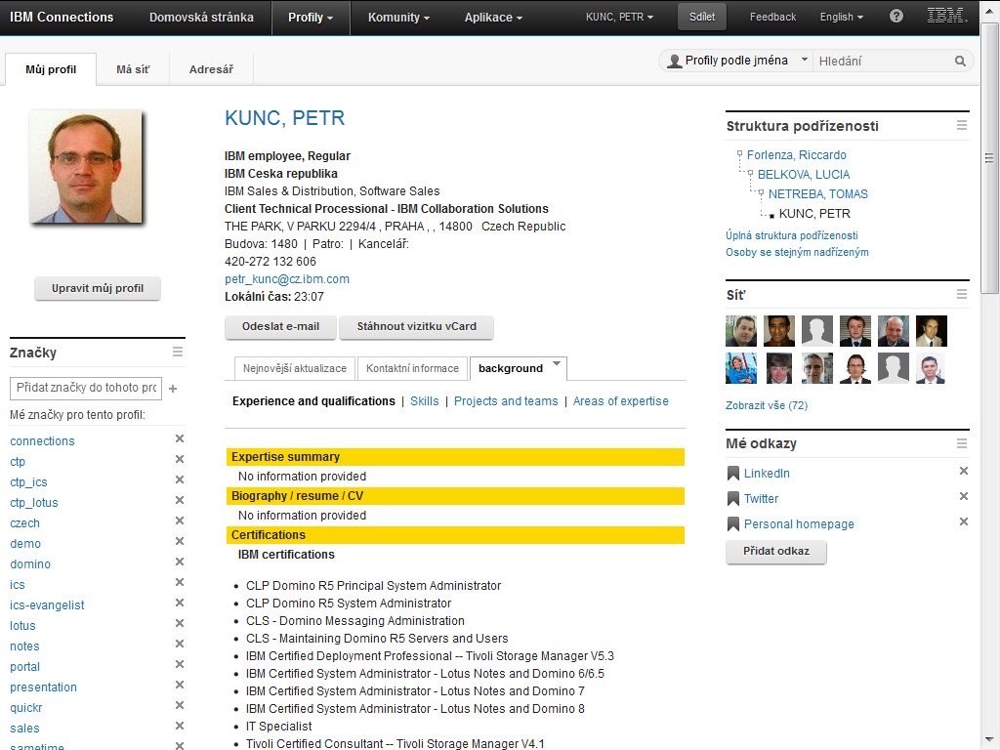 IBM Connections Domovská stránka Profily Komunity Aplikace KUNC, PETR Sdílet Feedback English ? IBM.
Můj profil Má síť Adresář Profily podle jména Hledání
KUNC, PETR
IBM employee, Regular
IBM Ceska republika
IBM Sales & Distribution, Software Sales
Client Technical Processional - IBM Collaboration Solutions
THE PARK, V PARKU 2294/4 , PRAHA , , 14800 Czech Republic
Budova: 1480 | Patro: | Kancelář:
420-272 132 606
petr_kunc@cz.ibm.com
Lokální čas: 23:07
Odeslat e-mail Stáhnout vizitku vCard
Upravit můj profil
Značky
Přidat značky do tohoto pro
Mé značky pro tento profil:
connections
ctp
ctp_ics
ctp_lotus
czech
demo
domino
ics
ics-evangelist
lotus
notes
portal
presentation
quickr
sales
sametime
Nejnovější aktualizace Kontaktní informace background
Experience and qualifications | Skills | Projects and teams | Areas of expertise
Expertise summary
No information provided
Biography / resume / CV
No information provided
Certifications
IBM certifications
• CLP Domino R5 Principal System Administrator
• CLP Domino R5 System Administrator
• CLS - Domino Messaging Administration
• CLS - Maintaining Domino R5 Servers and Users
• IBM Certified Deployment Professional -- Tivoli Storage Manager V5.3
• IBM Certified System Administrator - Lotus Notes and Domino 6/6.5
• IBM Certified System Administrator - Lotus Notes and Domino 7
• IBM Certified System Administrator - Lotus Notes and Domino 8
• IT Specialist
• Tivoli Certified Consultant -- Tivoli Storage Manager V4.1
Struktura podřízenosti
Forlenza, Riccardo
BELKOVA, LUCIA
NETREBA, TOMAS
KUNC, PETR
Úplná struktura podřízenosti
Osoby se stejným nadřízeným
Síť
Zobrazit vše (72)
Mé odkazy
LinkedIn
Twitter
Personal homepage
Přidat odkaz